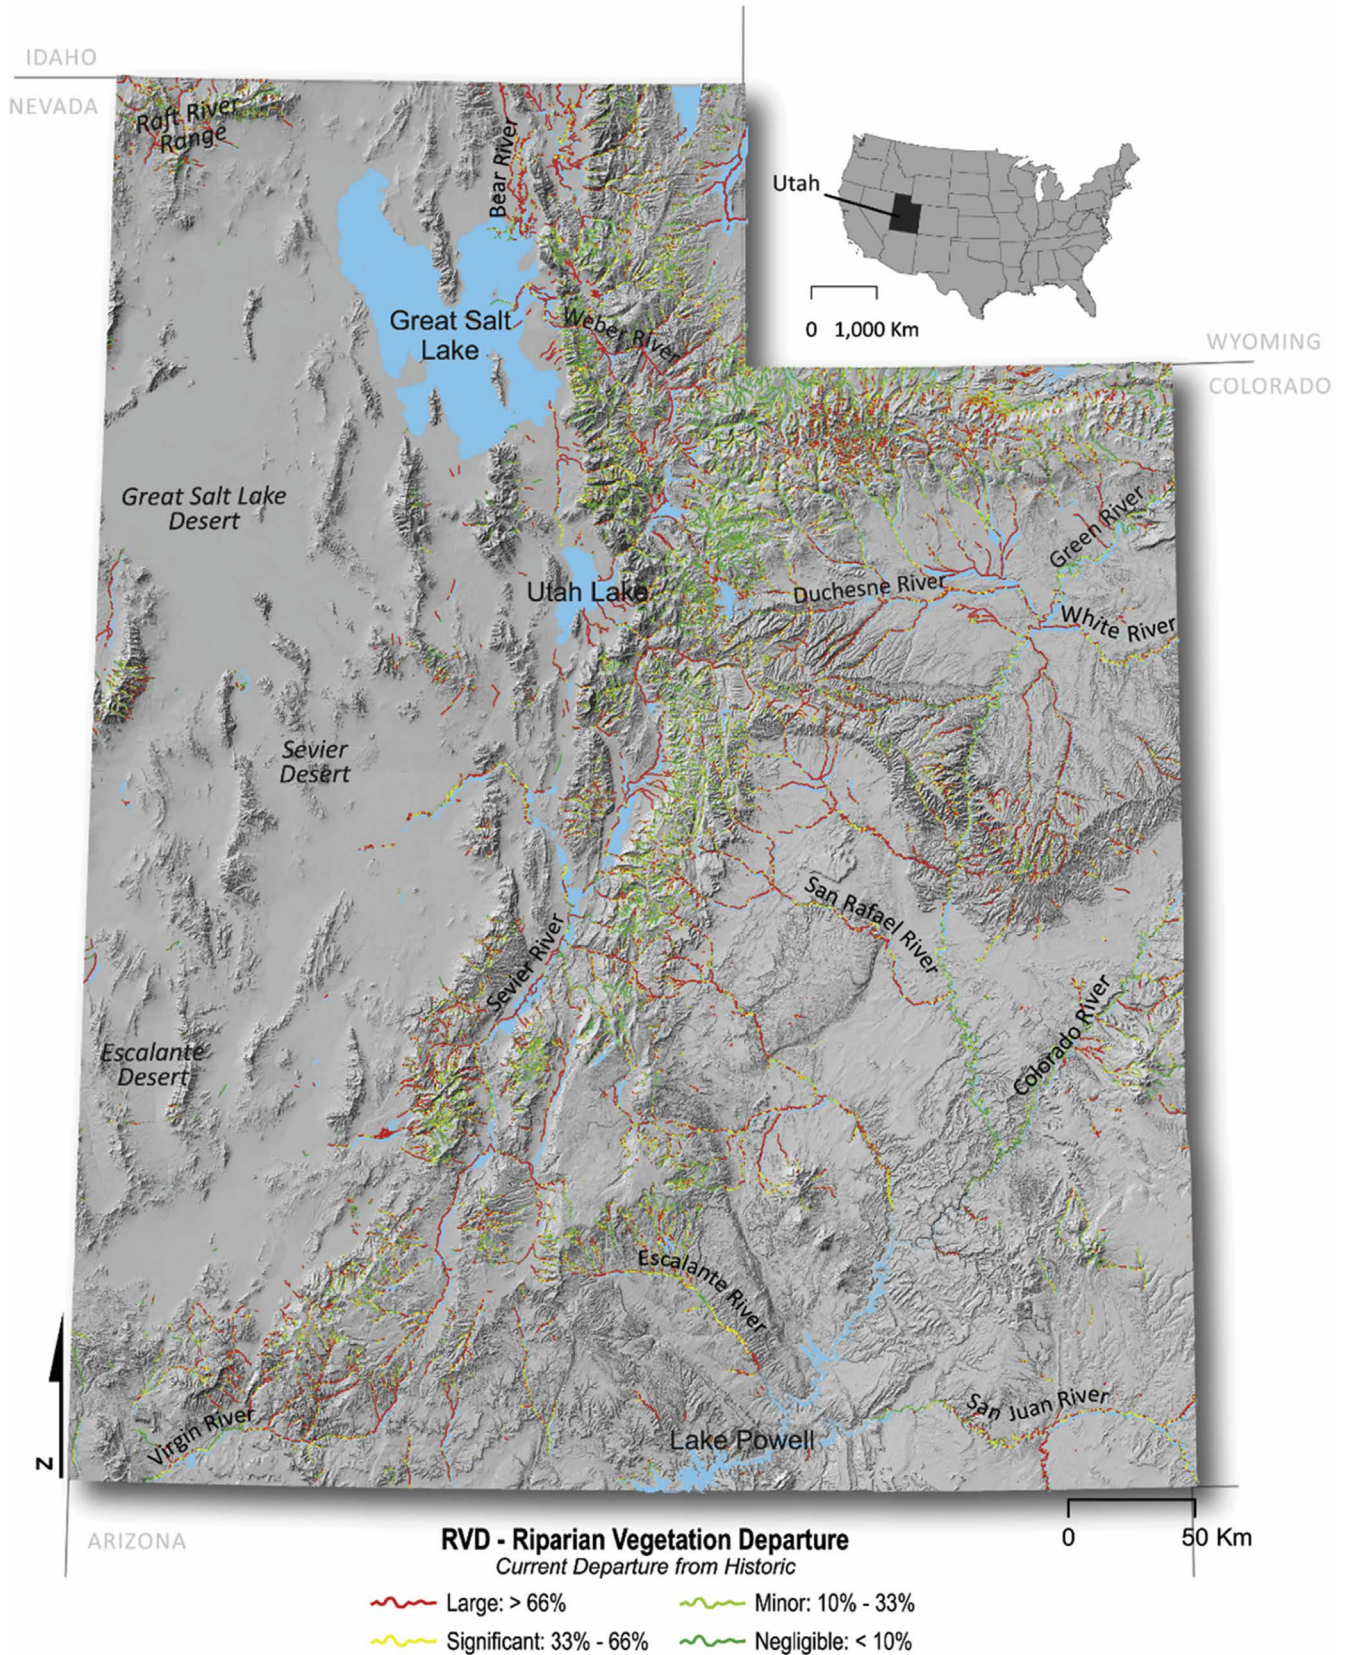 IDAHO
NEVADA
Raft River
Range
Bear River
Utah
0 1,000 Km
Great Salt
Lake
Weber River
WYOMING
COLORADO
Great Salt Lake
Desert
Green River
Utah Lake
Duchesne River
White River
Sevier
Desert
San Rafael River
Sevier River
Colorado River
Escalante
Desert
Escalante River
San Juan River
Virgin River
Lake Powell
N
ARIZONA
0 50 Km
RVD - Riparian Vegetation Departure
Current Departure from Historic
Large: > 66%
Minor: 10% - 33%
Significant: 33% - 66%
Negligible: < 10%